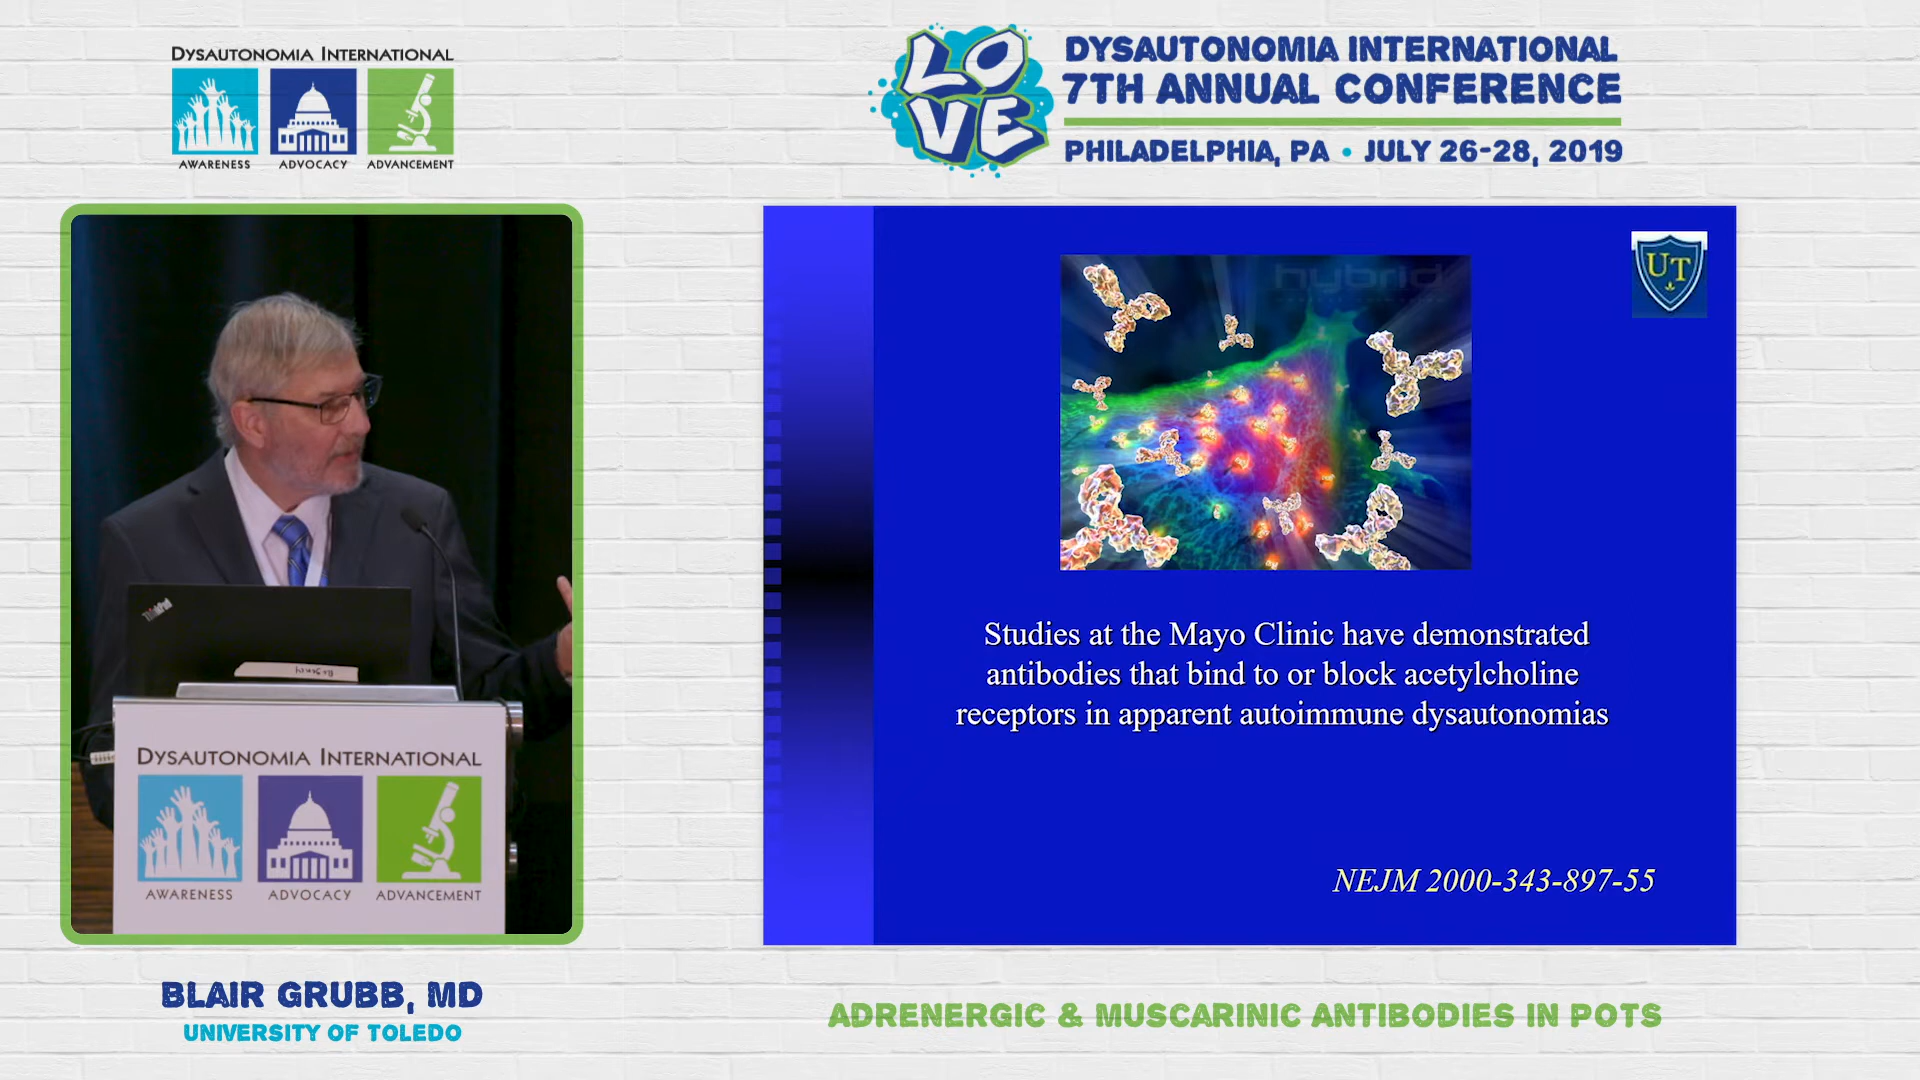 DYSAUTONOMIA INTERNATIONAL
AWARENESS ADVOCACY ADVANCEMENT
LOVE
DYSAUTONOMIA INTERNATIONAL
7TH ANNUAL CONFERENCE
PHILADELPHIA, PA • JULY 26-28, 2019
ThinkPad
DYSAUTONOMIA INTERNATIONAL
AWARENESS ADVOCACY ADVANCEMENT
hybrid
UT
Studies at the Mayo Clinic have demonstrated
antibodies that bind to or block acetylcholine
receptors in apparent autoimmune dysautonomias
NEJM 2000-343-897-55
BLAIR GRUBB, MD
UNIVERSITY OF TOLEDO
ADRENERGIC & MUSCARINIC ANTIBODIES IN POTS